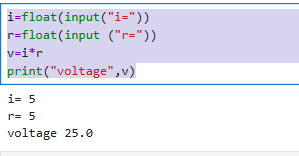 i=float(input("i="))
r=float(input ("r="))
v=i*r
print("voltage",v)
i= 5
r= 5
voltage 25.0